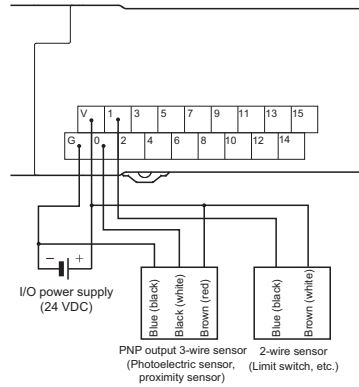 V 1 3 5 7 9 11 13 15
G 0 2 4 6 8 10 12 14
− +
I/O power supply
(24 VDC)
Blue (black)
Black (white)
Brown (red)
Blue (black)
Brown (white)
PNP output 3-wire sensor
(Photoelectric sensor,
proximity sensor)
2-wire sensor
(Limit switch, etc.)